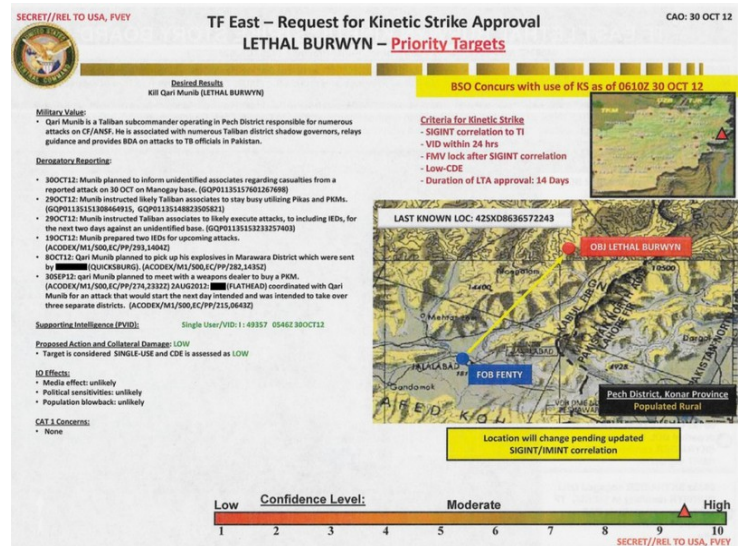 SECRET//REL TO USA, FVEY
TF East – Request for Kinetic Strike Approval
LETHAL BURWYN – Priority Targets
CAO: 30 OCT 12
BSO Concurs with use of KS as of 0610Z 30 OCT 12
Desired Results
Kill Qari Munib (LETHAL BURWYN)
Military Value:
• Qari Munib is a Taliban subcommander operating in Pech District responsible for numerous
attacks on CF/ANSF. He is associated with numerous Taliban district shadow governors, relays
guidance and provides BDA on attacks to TB officials in Pakistan.
Derogatory Reporting:
• 30OCT12: Munib planned to inform unidentified associates regarding casualties from a
reported attack on 30 OCT on Manogay base. (GQP01135157601267698)
• 29OCT12: Munib instructed likely Taliban associates to stay busy utilizing Pikas and PKMs.
(GQP01135151308464915, GQP01135148823505821)
• 29OCT12: Munib instructed Taliban associates to likely execute attacks, to including IEDs, for
the next two days against an unidentified base. (GQP01135153233257403)
• 19OCT12: Munib prepared two IEDs for upcoming attacks.
(ACODEX/M1/500,EC/PP/293,1404Z)
• 8OCT12: Qari Munib planned to pick up his explosives in Marawara District which were sent
by (QUICKSBURG). (ACODEX/M1/500,EC/PP/282,1435Z)
• 30SEP12: qari Munib planned to meet with a weapons dealer to buy a PKM.
(ACODEX/M1/500,EC/PP/274,2332Z) 2AUG2012: (FLATHEAD) coordinated with Qari
Munib for an attack that would start the next day intended and was intended to take over
three separate districts. (ACODEX/M1/500,EC/PP/215,0643Z)
Supporting Intelligence (PVID): Single User/VID: I : 49357 0546Z 30OCT12
Proposed Action and Collateral Damage: LOW
• Target is considered SINGLE-USE and CDE is assessed as LOW
IO Effects:
• Media effect: unlikely
• Political sensitivities: unlikely
• Population blowback: unlikely
CAT 1 Concerns:
• None
Criteria for Kinetic Strike
- SIGINT correlation to TI
- VID within 24 hrs
- FMV lock after SIGINT correlation
- Low-CDE
- Duration of LTA approval: 14 Days
LAST KNOWN LOC: 42SXD8636572243
OBJ LETHAL BURWYN
FOB FENTY
Pech District, Konar Province
Populated Rural
Location will change pending updated
SIGINT/IMINT correlation
Low Confidence Level: Moderate High
1 2 3 4 5 6 7 8 9 10
SECRET//REL TO USA, FVEY